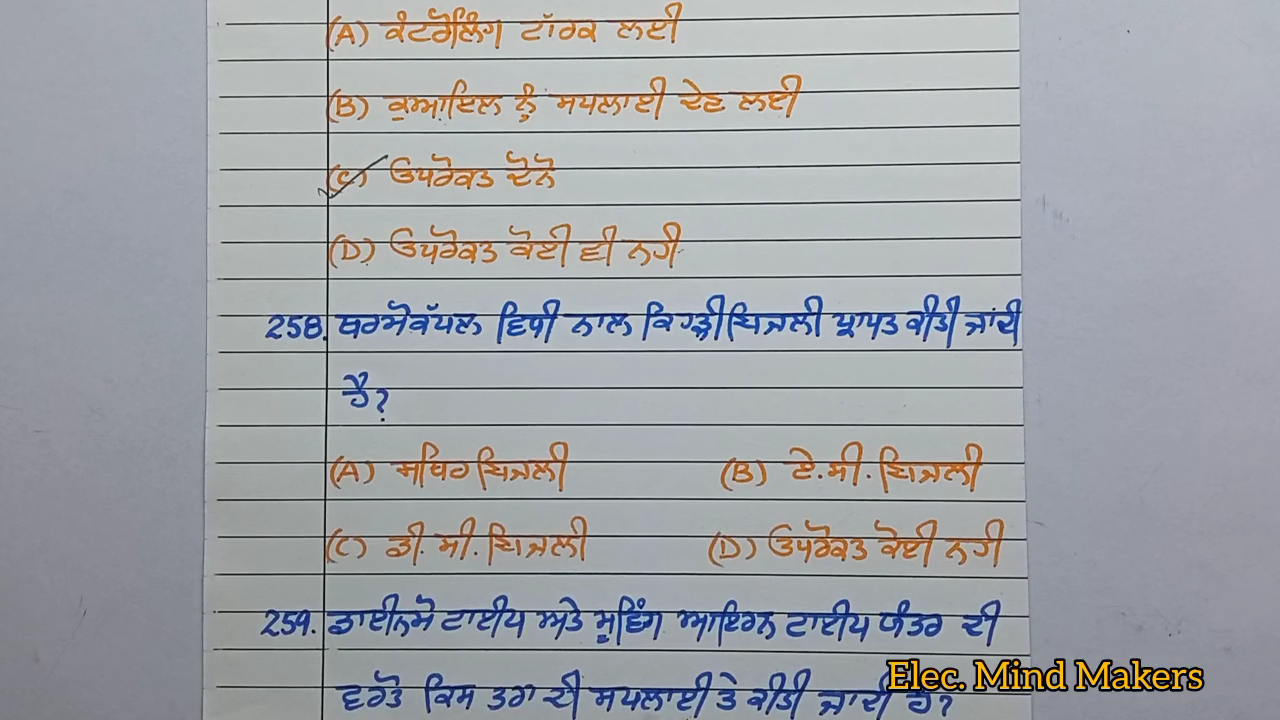 (A) ਕੰਟਰੋਲਿੰਗ ਟਾੱਰਕ ਲਈ
(B) ਕੁਆਇਲ ਨੂੰ ਸਪਲਾਈ ਦੇਣ ਲਈ
(C) ਉਪਰੋਕਤ ਦੋਨੋ
(D) ਉਪਰੋਕਤ ਕੋਈ ਵੀ ਨਹੀ
258. ਥਰਮੋਕੱਪਲ ਵਿਧੀ ਨਾਲ ਕਿਹੜੀ ਬਿਜਲੀ ਪ੍ਰਾਪਤ ਕੀਤੀ ਜਾਂਦੀ
ਹੈ?
(A) ਸਥਿਰ ਬਿਜਲੀ (B) ਏ.ਸੀ. ਬਿਜਲੀ
(C) ਡੀ. ਸੀ. ਬਿਜਲੀ (D) ਉਪਰੋਕਤ ਕੋਈ ਨਹੀ
259. ਡਾਈਨਮੋ ਟਾਈਪ ਅਤੇ ਮੂਵਿੰਗ ਆਇਰਨ ਟਾਈਪ ਯੰਤਰ ਦੀ
ਵਰਤੋ ਕਿਸ ਤਰਾ ਦੀ ਸਪਲਾਈ ਤੇ ਕੀਤੀ ਜਾਦੀ ਹੈ?
Elec. Mind Makers